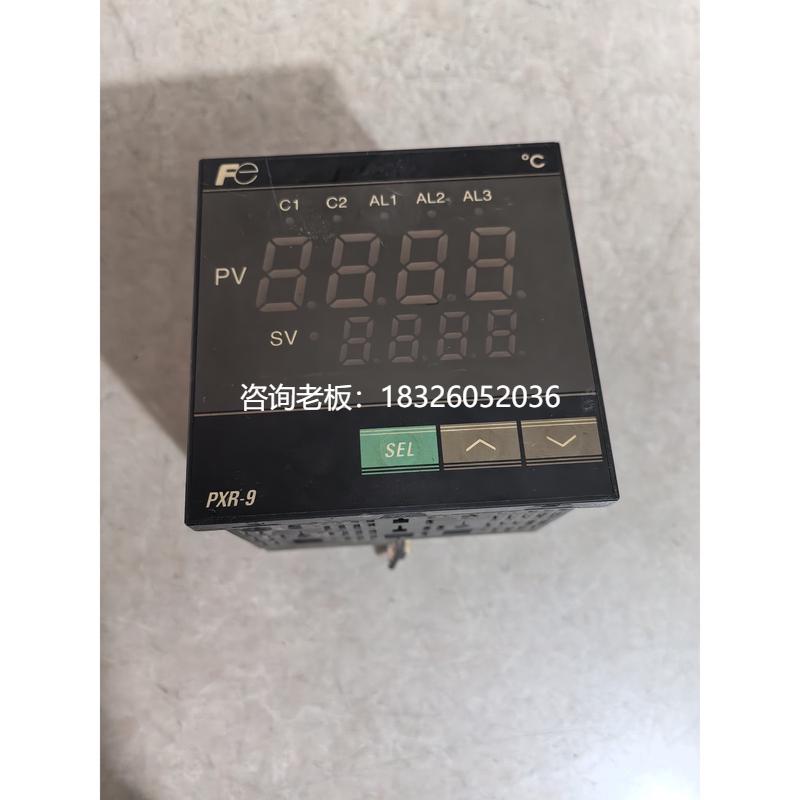 Fe
°C
C1 C2 AL1 AL2 AL3
PV
SV
咨询老板：18326052036
SEL
PXR-9